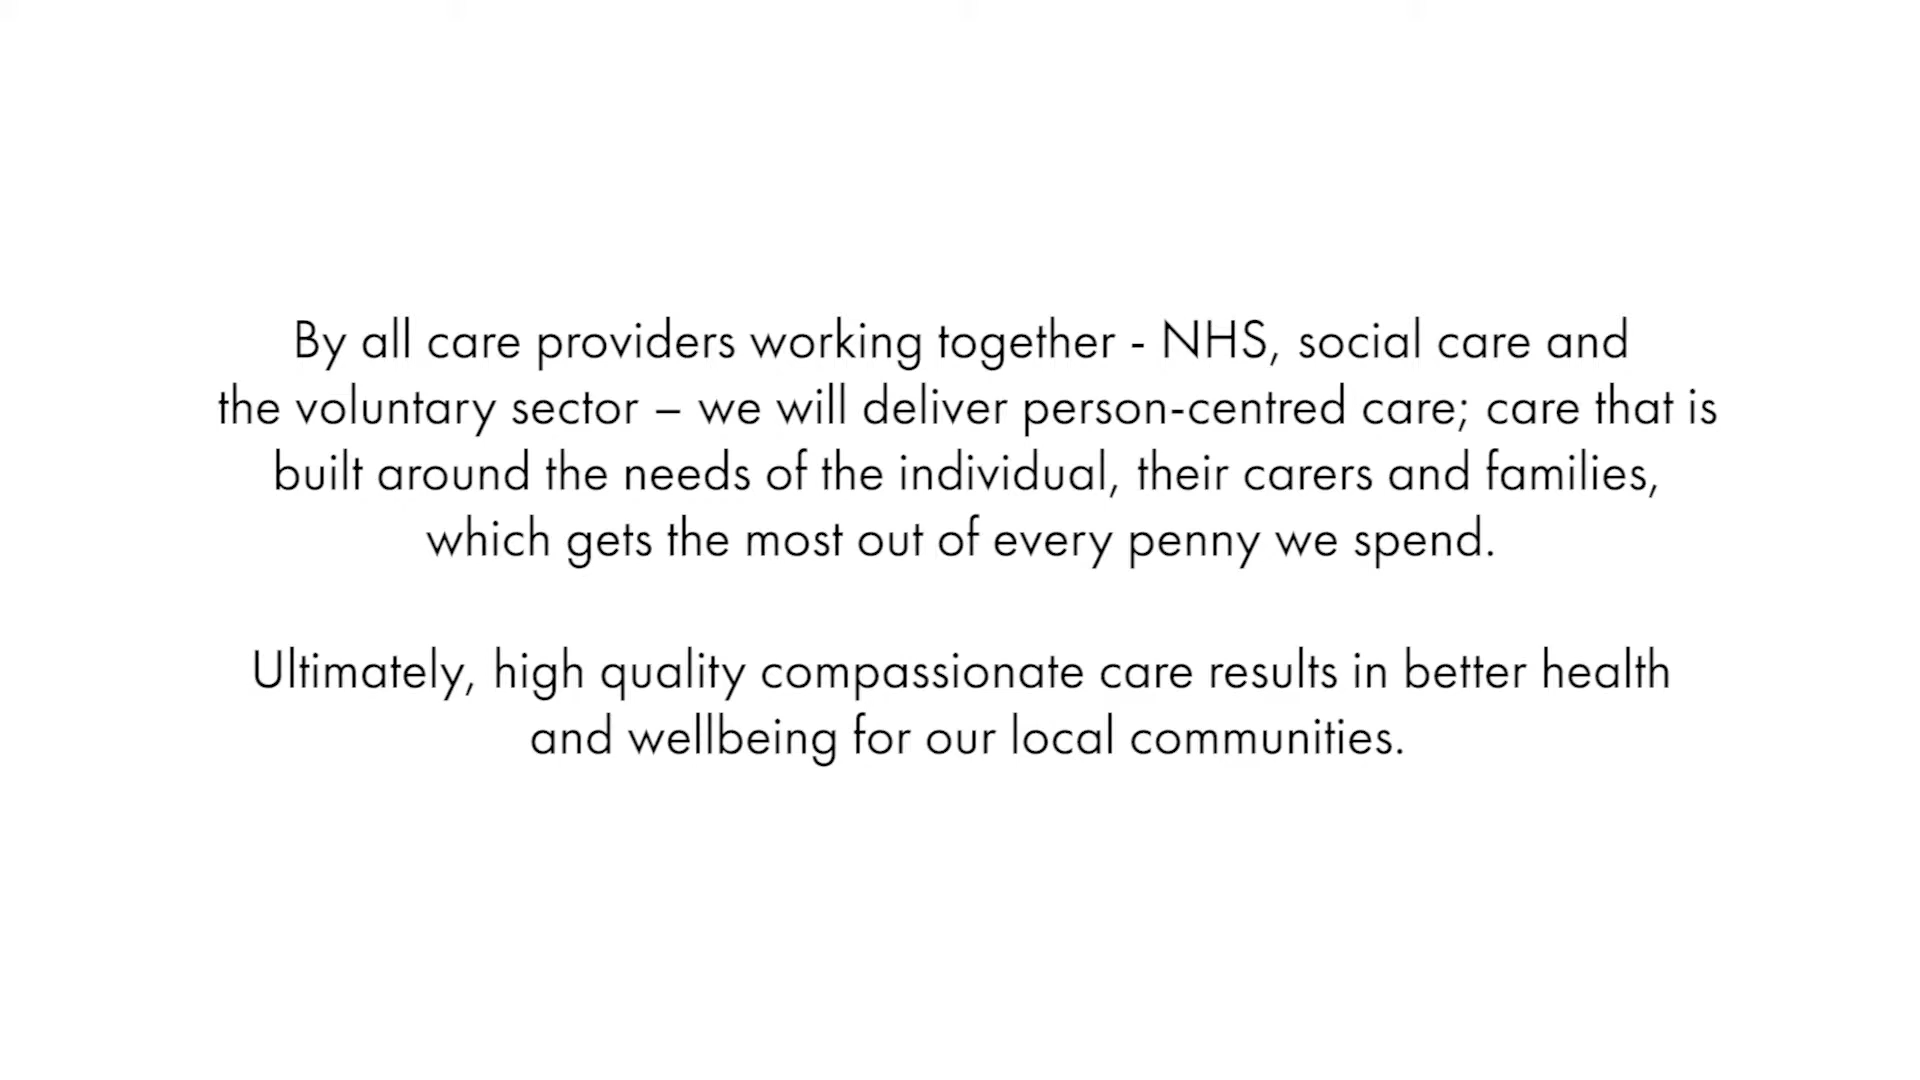 By all care providers working together - NHS, social care and
the voluntary sector – we will deliver person-centred care; care that is
built around the needs of the individual, their carers and families,
which gets the most out of every penny we spend.
Ultimately, high quality compassionate care results in better health
and wellbeing for our local communities.